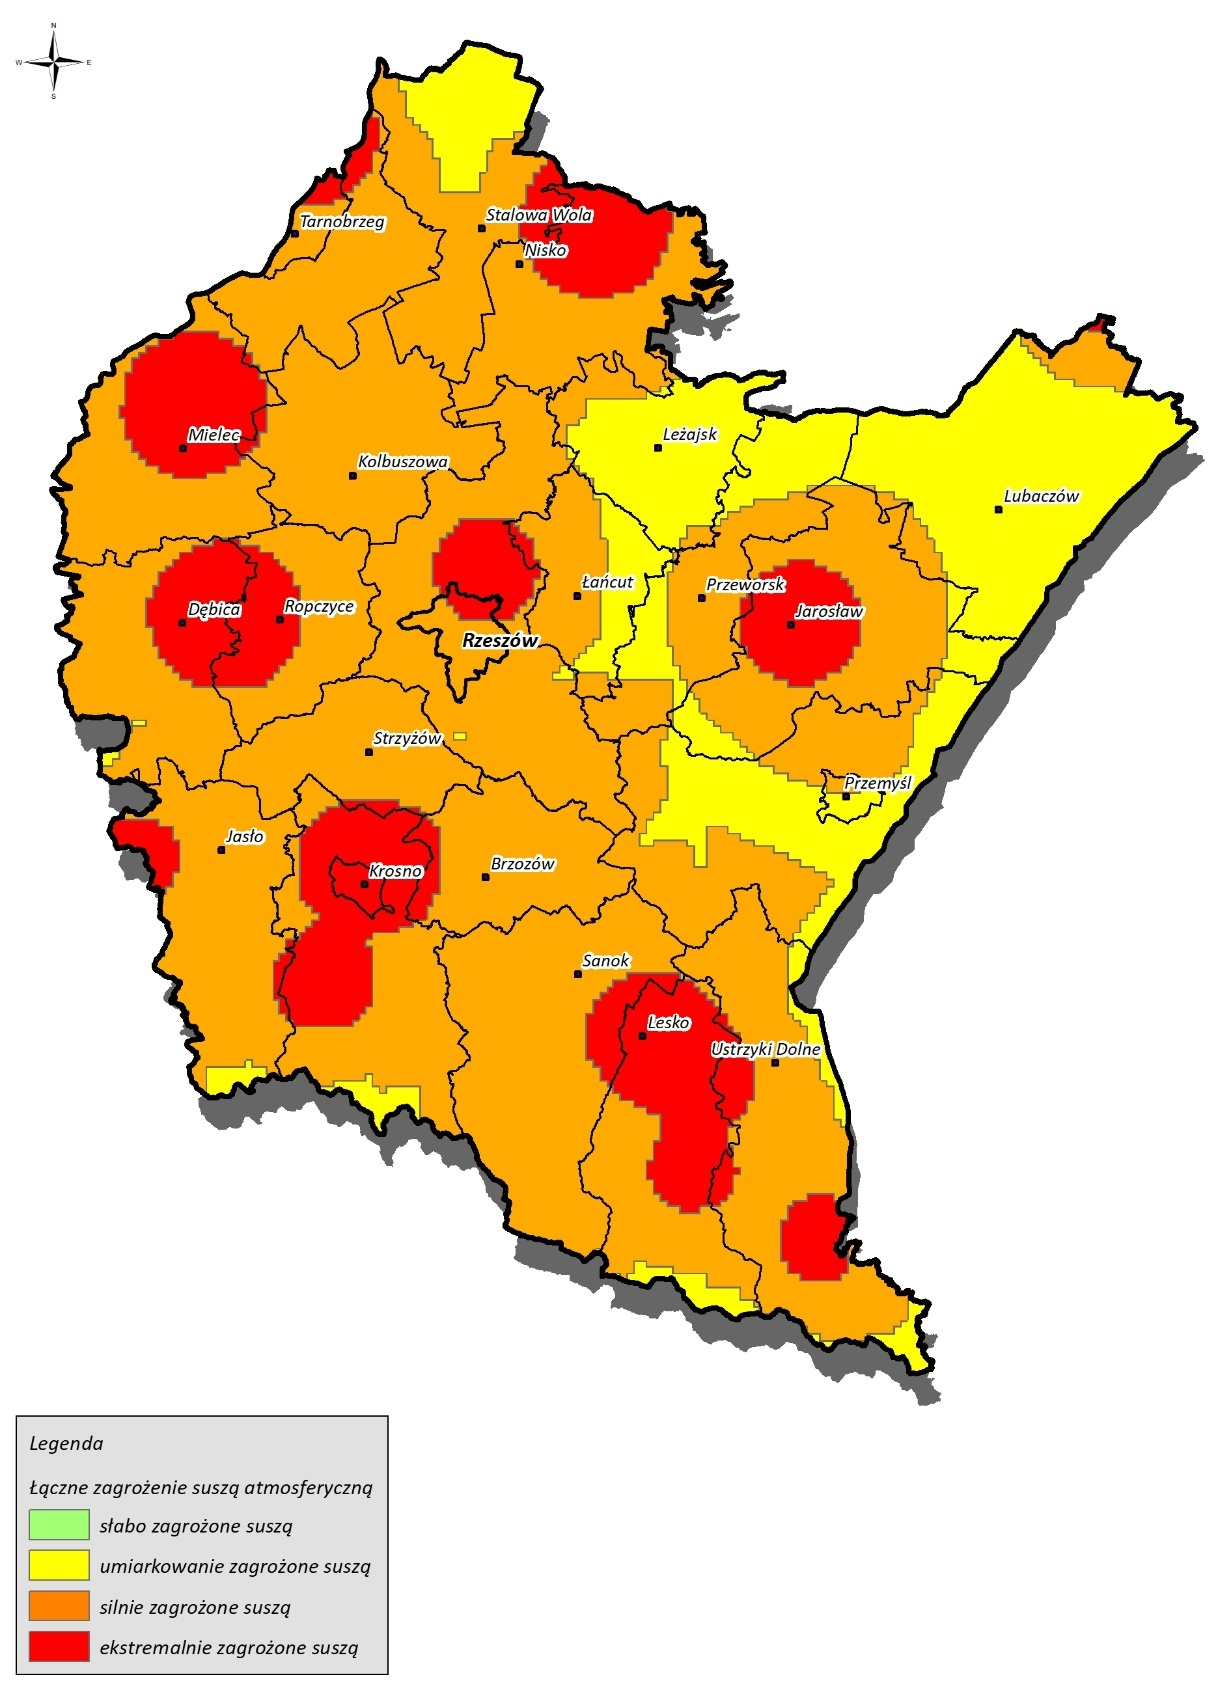 N
W E
S
Tarnobrzeg
Stalowa Wola
Nisko
Mielec
Kolbuszowa
Leżajsk
Lubaczów
Dębica
Ropczyce
Rzeszów
Łańcut
Przeworsk
Jarosław
Strzyżów
Przemyśl
Jasło
Krosno
Brzozów
Sanok
Lesko
Ustrzyki Dolne
Legenda
Łączne zagrożenie suszą atmosferyczną
słabo zagrożone suszą
umiarkowanie zagrożone suszą
silnie zagrożone suszą
ekstremalnie zagrożone suszą